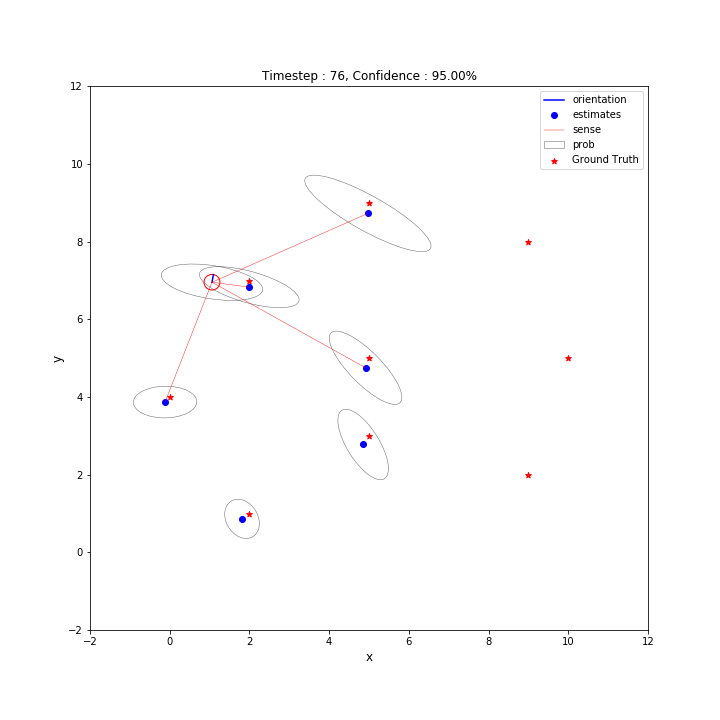 Timestep : 76, Confidence : 95.00%
orientation
estimates
sense
prob
Ground Truth
12
10
8
6
4
2
0
−2
y
−2 0 2 4 6 8 10 12
x